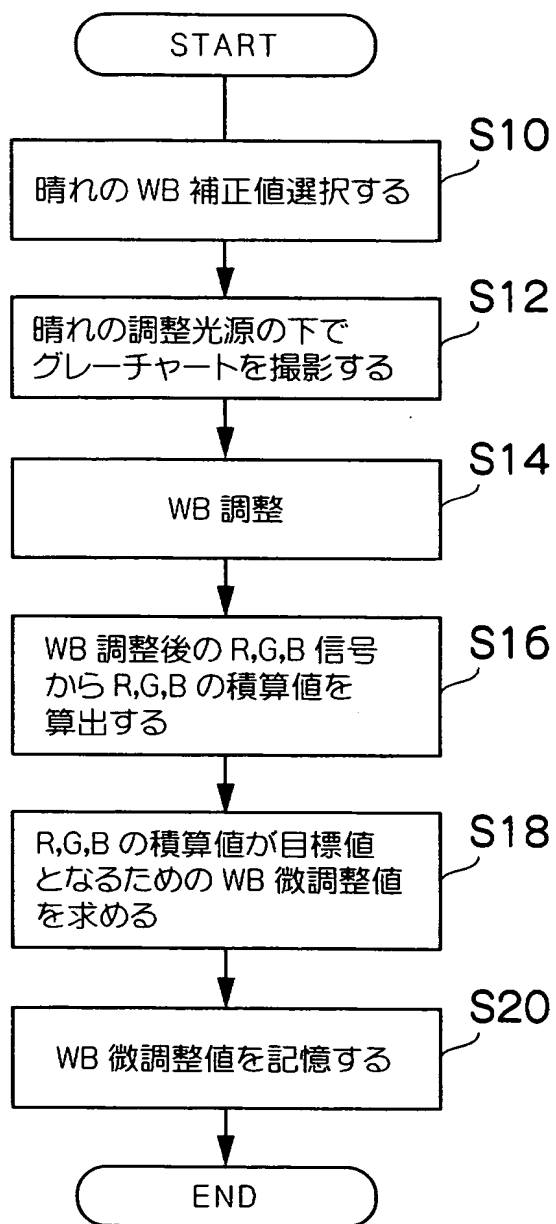 START
S10
晴れの WB 補正値選択する
S12
晴れの調整光源の下で
グレーチャートを撮影する
S14
WB 調整
S16
WB 調整後の R,G,B 信号
から R,G,B の積算値を
算出する
S18
R,G,B の積算値が目標値
となるための WB 微調整値
を求める
S20
WB 微調整値を記憶する
END